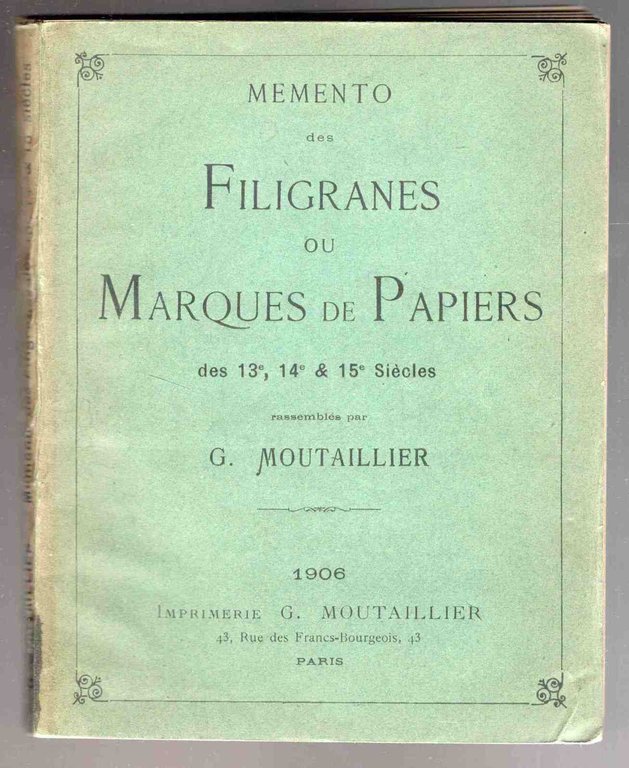 MEMENTO
des
FILIGRANES
OU
MARQUES DE PAPIERS
des 13e, 14e & 15e Siècles
rassemblés par
G. MOUTAILLIER
1906
IMPRIMERIE G. MOUTAILLIER
43, Rue des Francs-Bourgeois, 43
PARIS